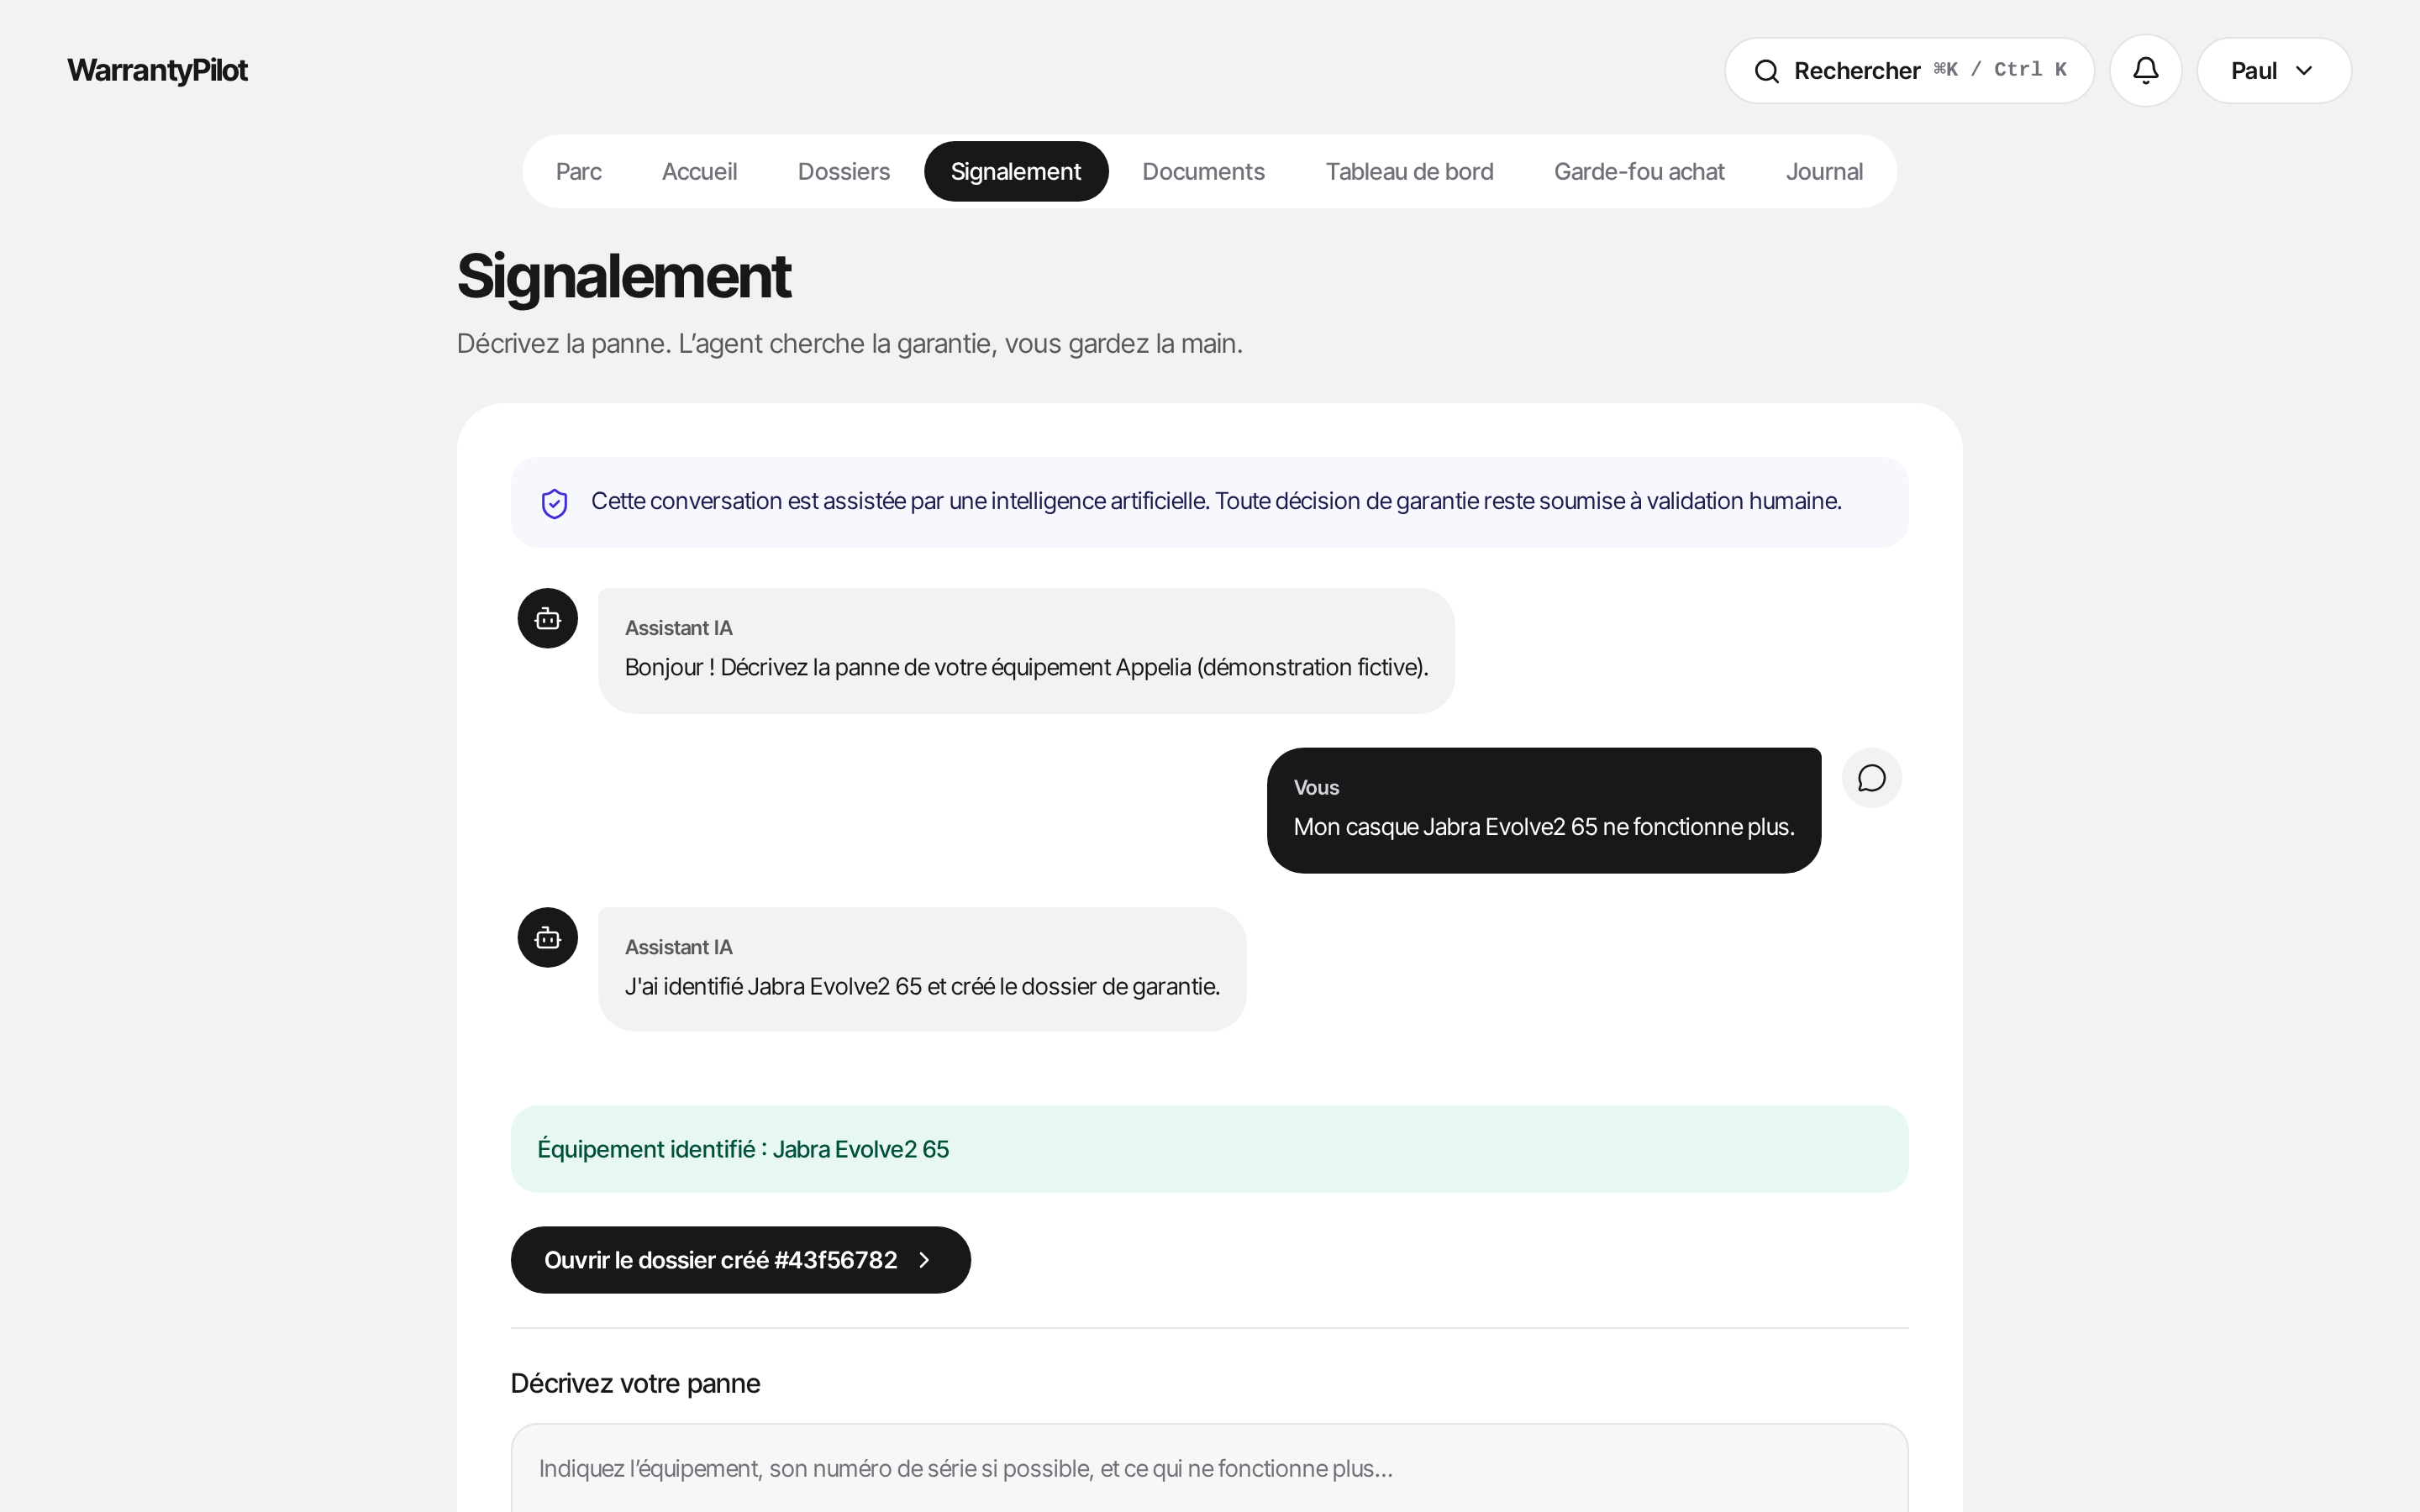 WarrantyPilot
Rechercher ⌘K / Ctrl K
Paul
Parc
Accueil
Dossiers
Signalement
Documents
Tableau de bord
Garde-fou achat
Journal
Signalement
Décrivez la panne. L’agent cherche la garantie, vous gardez la main.
Cette conversation est assistée par une intelligence artificielle. Toute décision de garantie reste soumise à validation humaine.
Assistant IA
Bonjour ! Décrivez la panne de votre équipement Appelia (démonstration fictive).
Vous
Mon casque Jabra Evolve2 65 ne fonctionne plus.
Assistant IA
J'ai identifié Jabra Evolve2 65 et créé le dossier de garantie.
Équipement identifié : Jabra Evolve2 65
Ouvrir le dossier créé #43f56782
Décrivez votre panne
Indiquez l’équipement, son numéro de série si possible, et ce qui ne fonctionne plus...